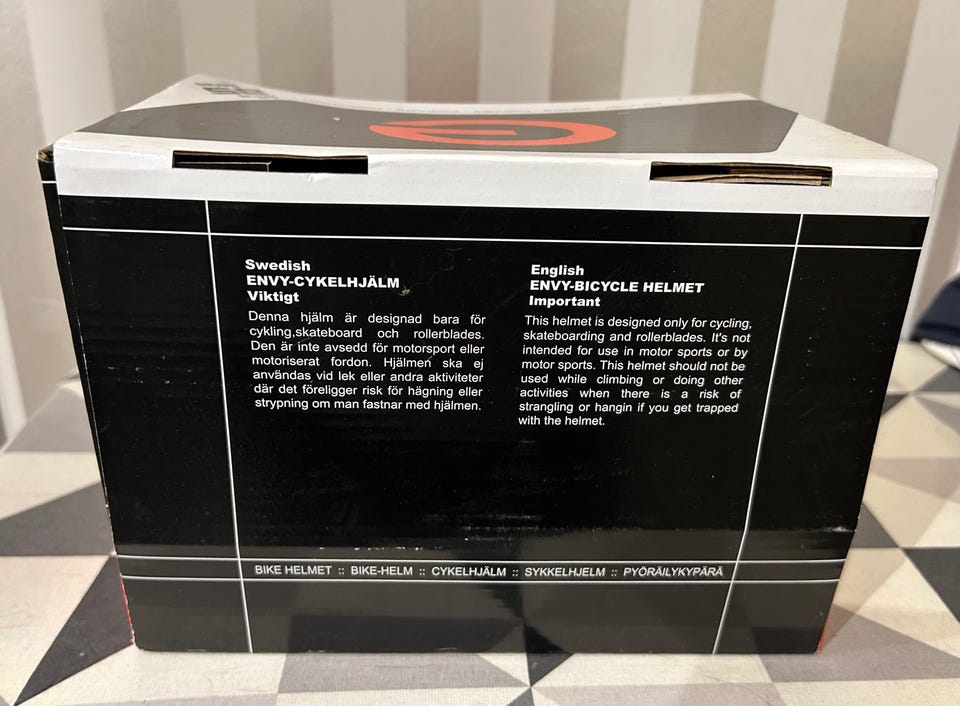 Swedish
ENVY-CYKELHJÄLM
Viktigt
Denna hjälm är designad bara för
cykling,skateboard och rollerblades.
Den är inte avsedd för motorsport eller
motoriserat fordon. Hjälmen ska ej
användas vid lek eller andra aktiviteter
där det föreligger risk för hägning eller
strypning om man fastnar med hjälmen.
English
ENVY-BICYCLE HELMET
Important
This helmet is designed only for cycling,
skateboarding and rollerblades. It's not
intended for use in motor sports or by
motor sports. This helmet should not be
used while climbing or doing other
activities when there is a risk of
strangling or hangin if you get trapped
with the helmet.
BIKE HELMET :: BIKE-HELM :: CYKELHJÄLM :: SYKKELHJELM :: PYÖRÄILYKYPÄRÄ